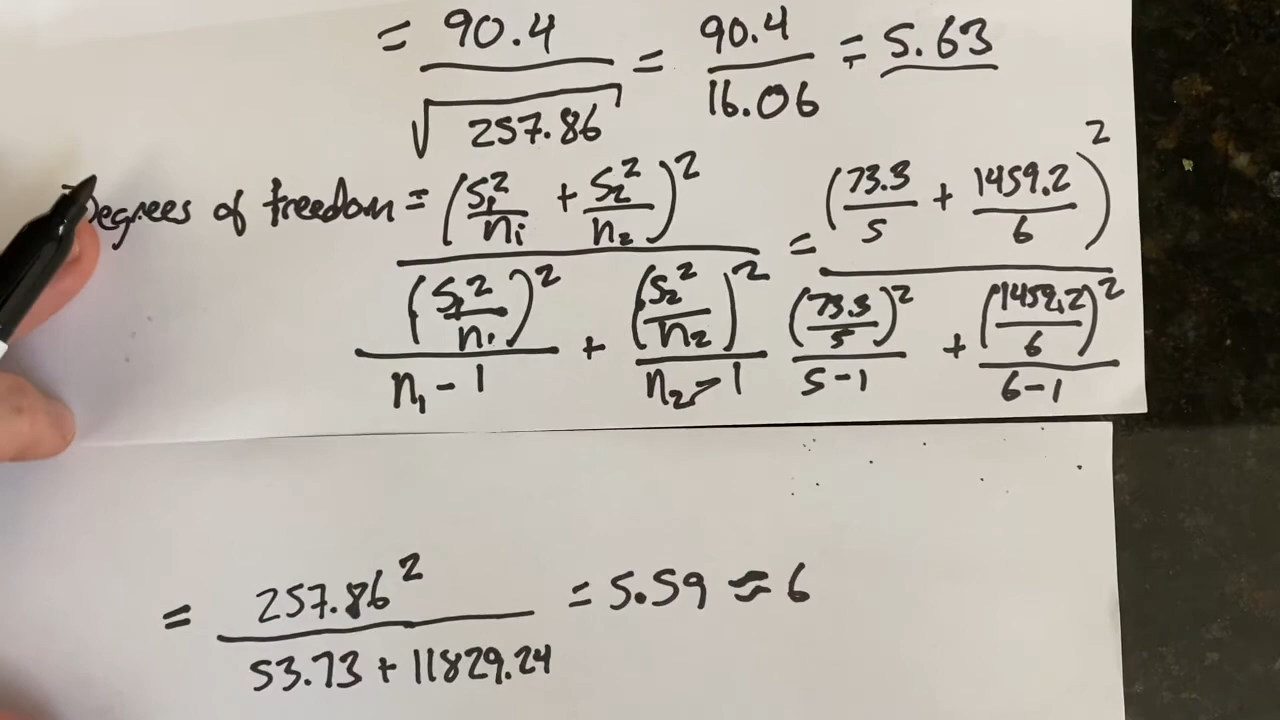 = 90.4 / √257.86 = 90.4 / 16.06 = 5.63
Degrees of freedom = (S₁²/n₁ + S₂²/n₂)² / ((S₁²/n₁)²/(n₁ - 1) + (S₂²/n₂)²/(n₂ - 1)) = (73.3/5 + 1459.2/6)² / ((73.3/5)²/(5-1) + (1459.2/6)²/(6-1))
= 257.86² / (53.73 + 11829.24) = 5.59 ≈ 6